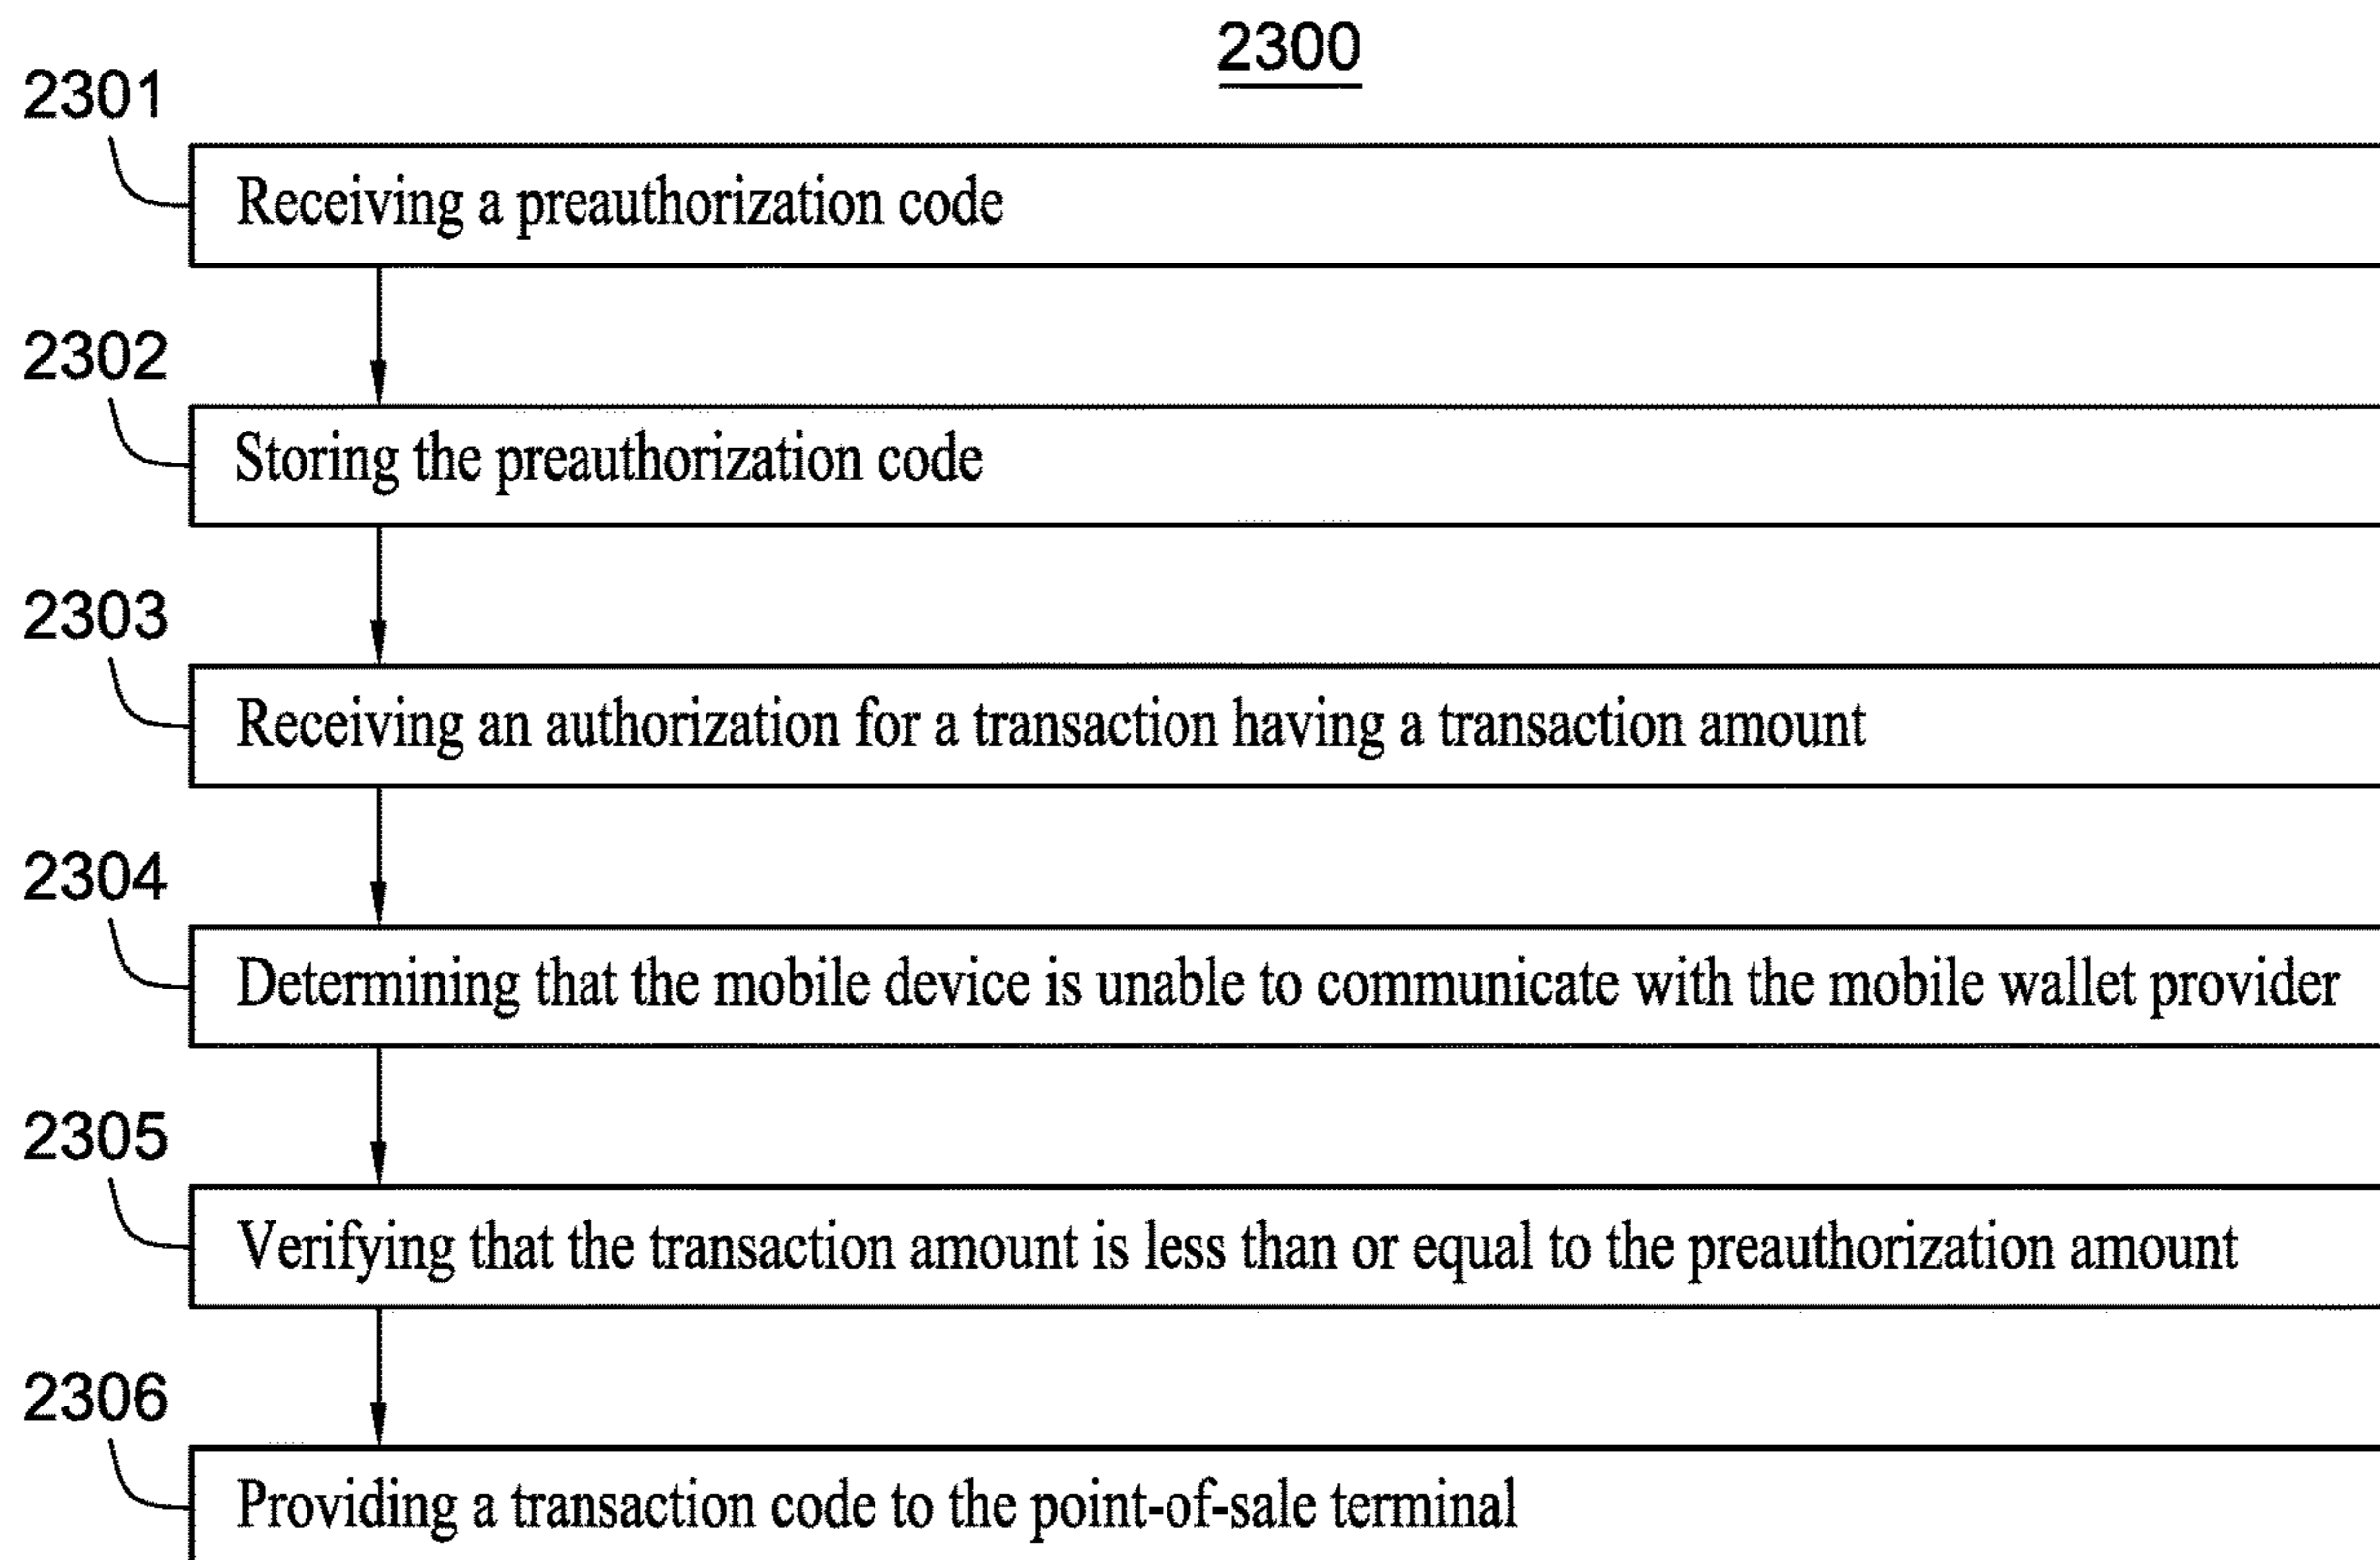 2300
2301
Receiving a preauthorization code
2302
Storing the preauthorization code
2303
Receiving an authorization for a transaction having a transaction amount
2304
Determining that the mobile device is unable to communicate with the mobile wallet provider
2305
Verifying that the transaction amount is less than or equal to the preauthorization amount
2306
Providing a transaction code to the point-of-sale terminal